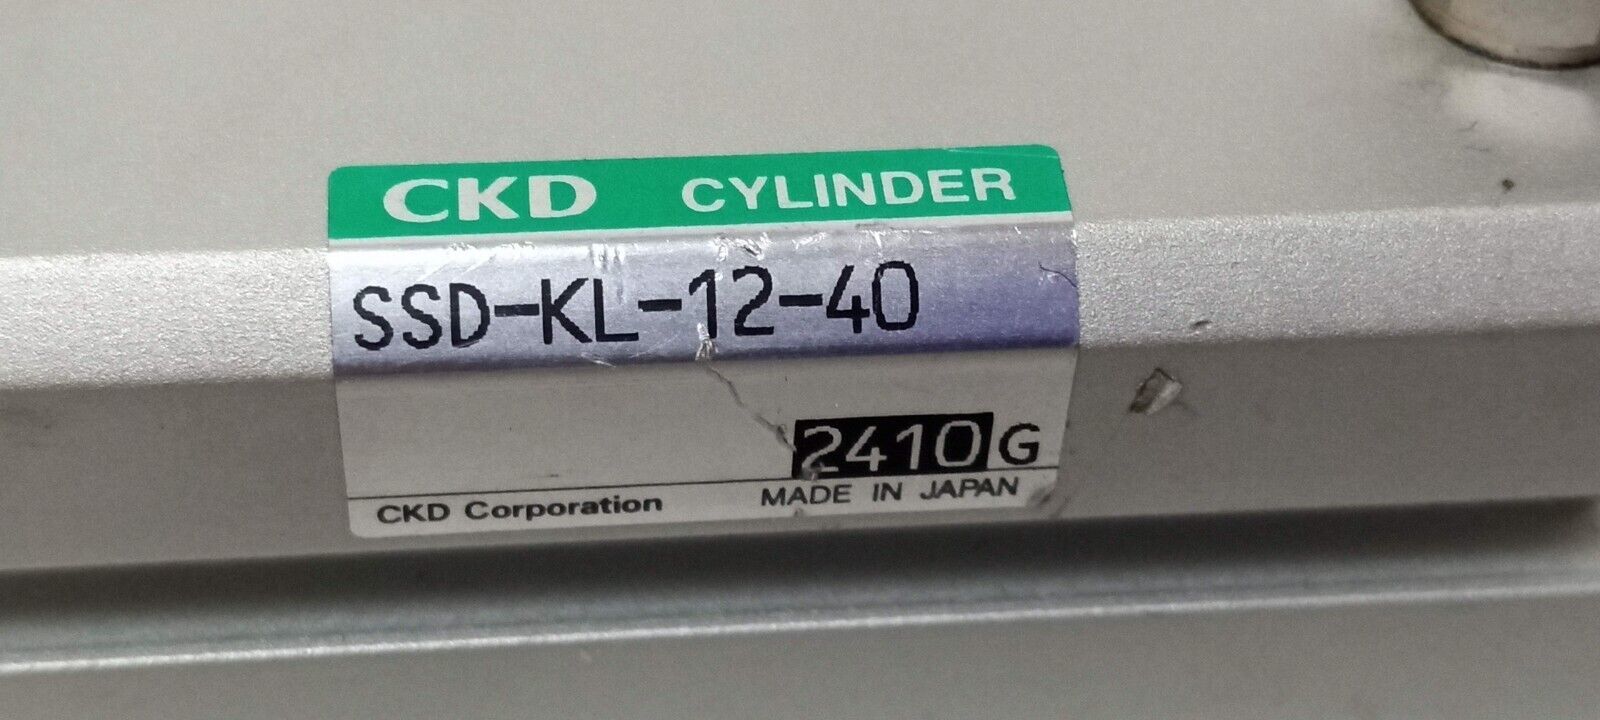 CKD CYLINDER
SSD-KL-12-40
2410G
CKD Corporation MADE IN JAPAN